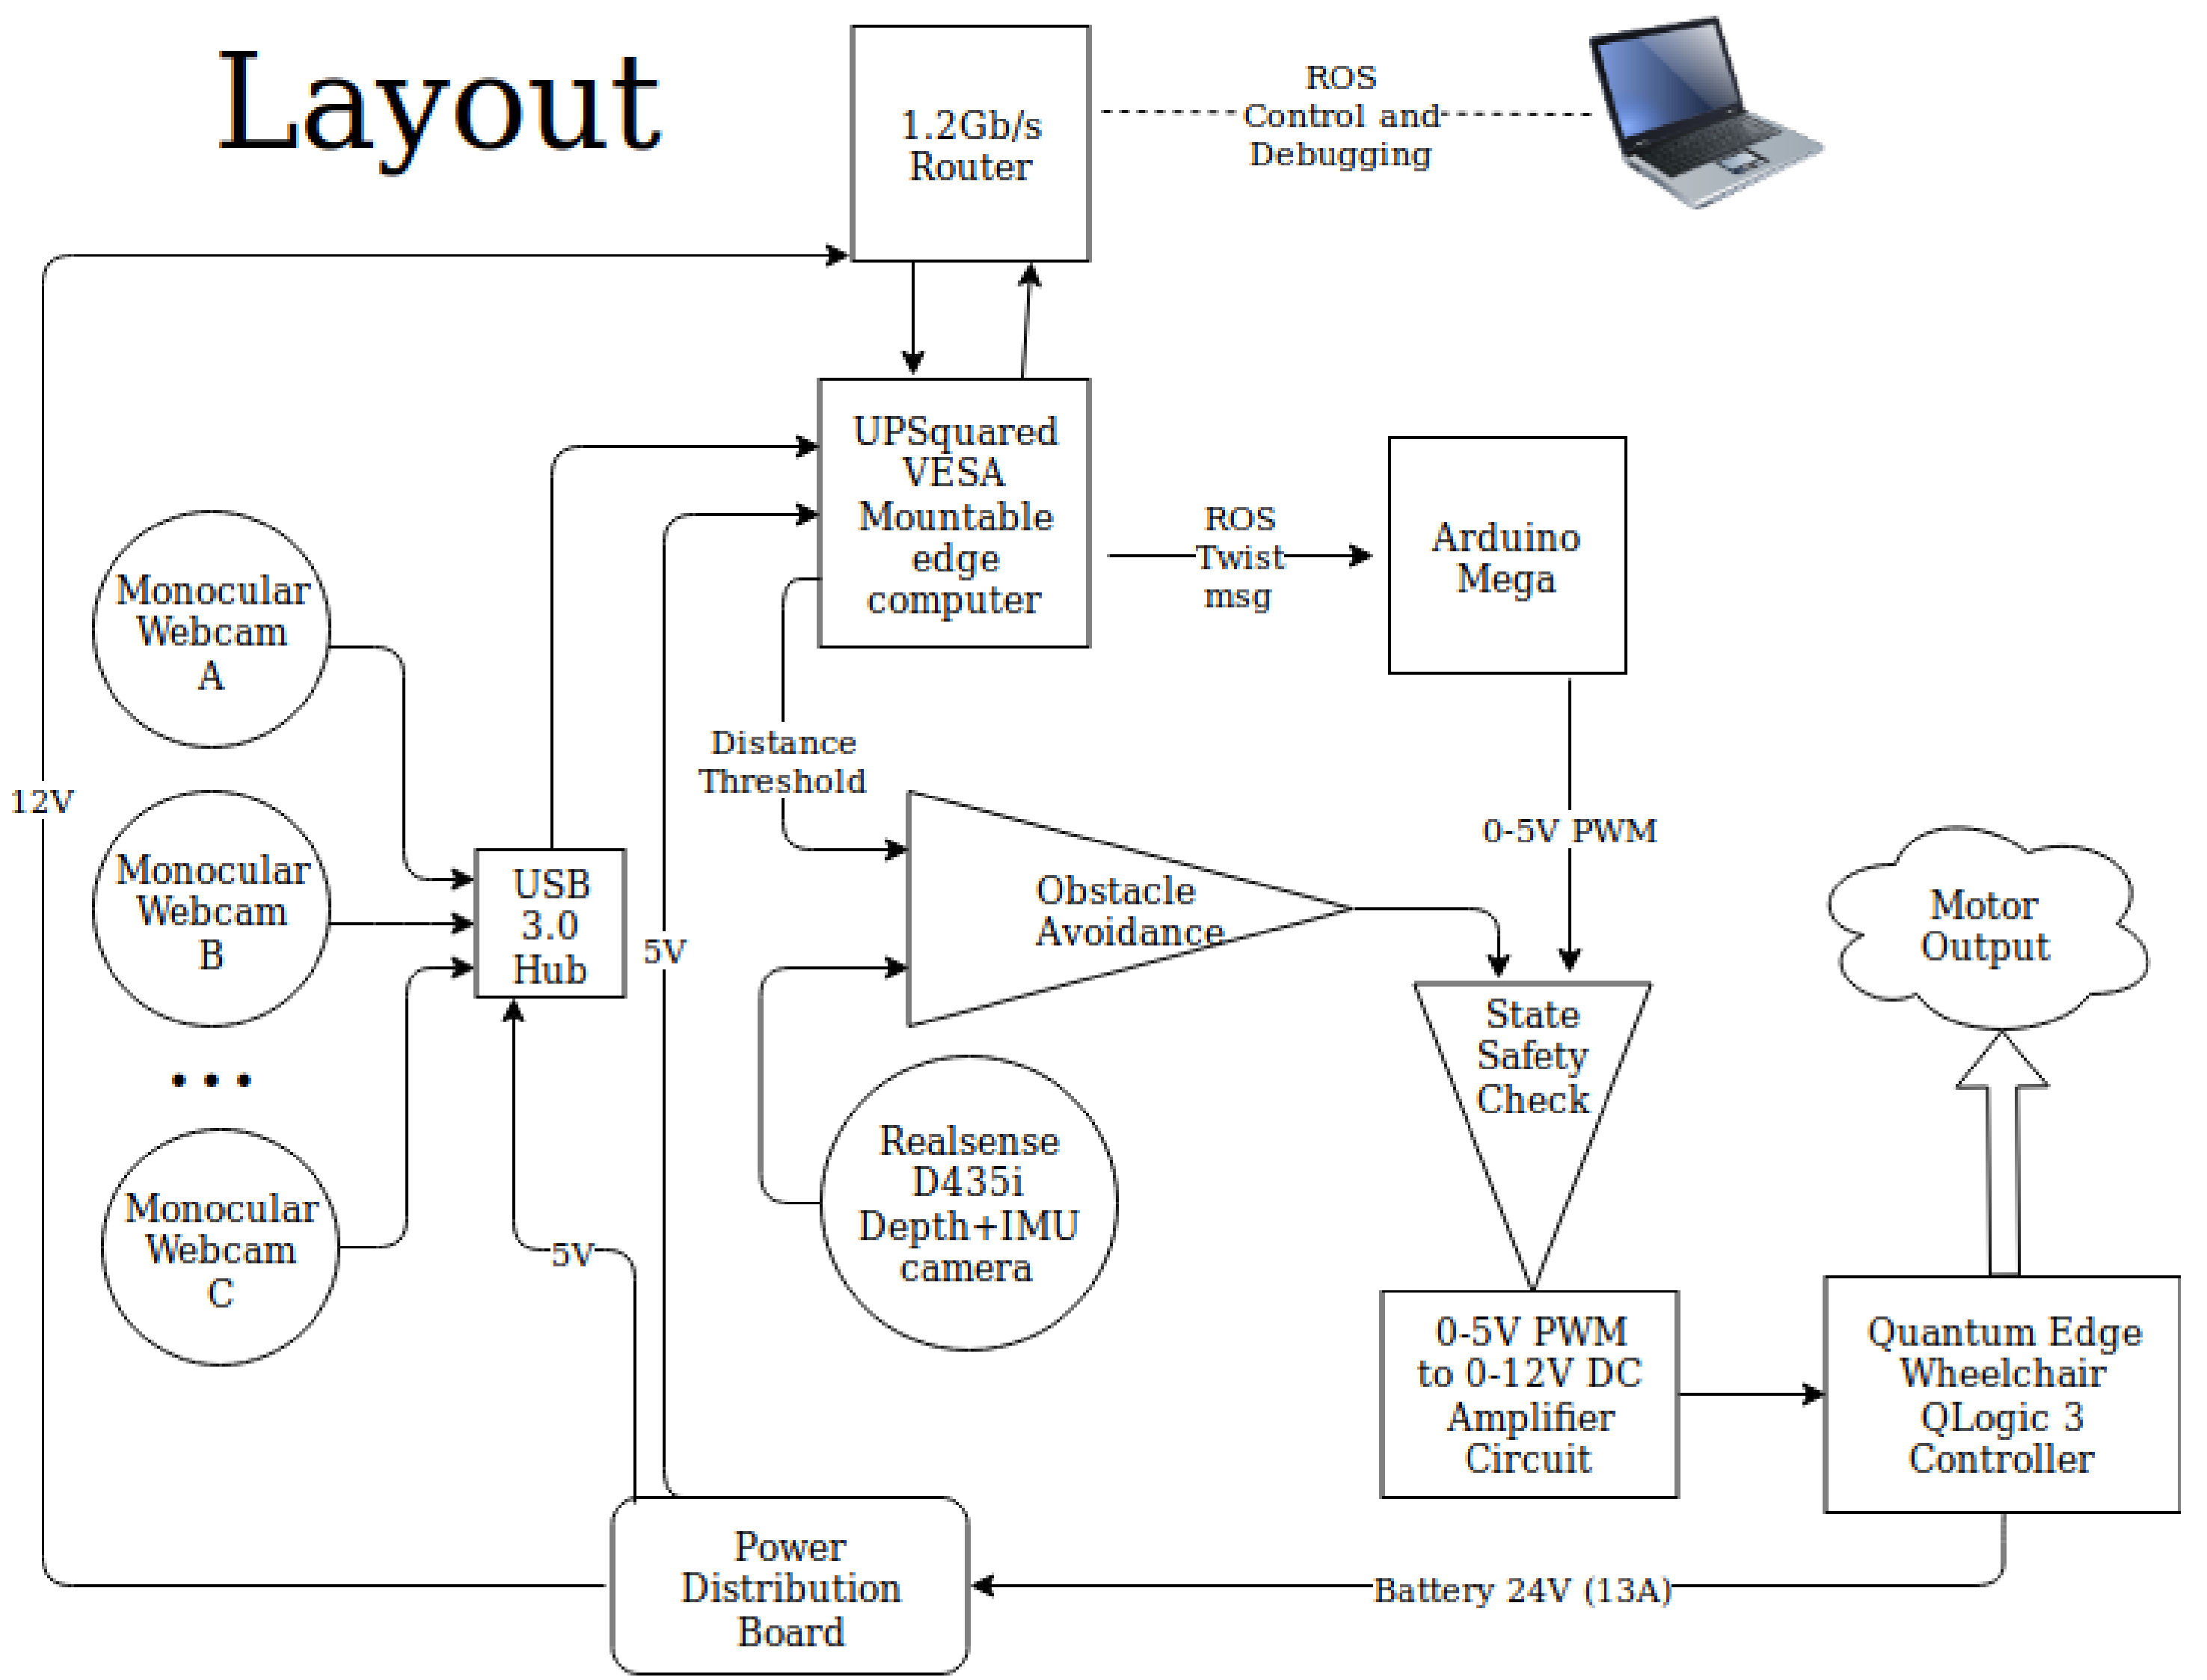 Layout
1.2Gb/s
Router
ROS
Control and
Debugging
UPSquared
VESA
Mountable
edge
computer
ROS
Twist
msg
Arduino
Mega
Monocular
Webcam
A
Distance
Threshold
12V
Monocular
Webcam
B
USB
3.0
Hub
5V
Obstacle
Avoidance
0-5V PWM
Motor
Output
State
Safety
Check
• • •
Monocular
Webcam
C
5V
Realsense
D435i
Depth+IMU
camera
0-5V PWM
to 0-12V DC
Amplifier
Circuit
Quantum Edge
Wheelchair
QLogic 3
Controller
Power
Distribution
Board
Battery 24V (13A)